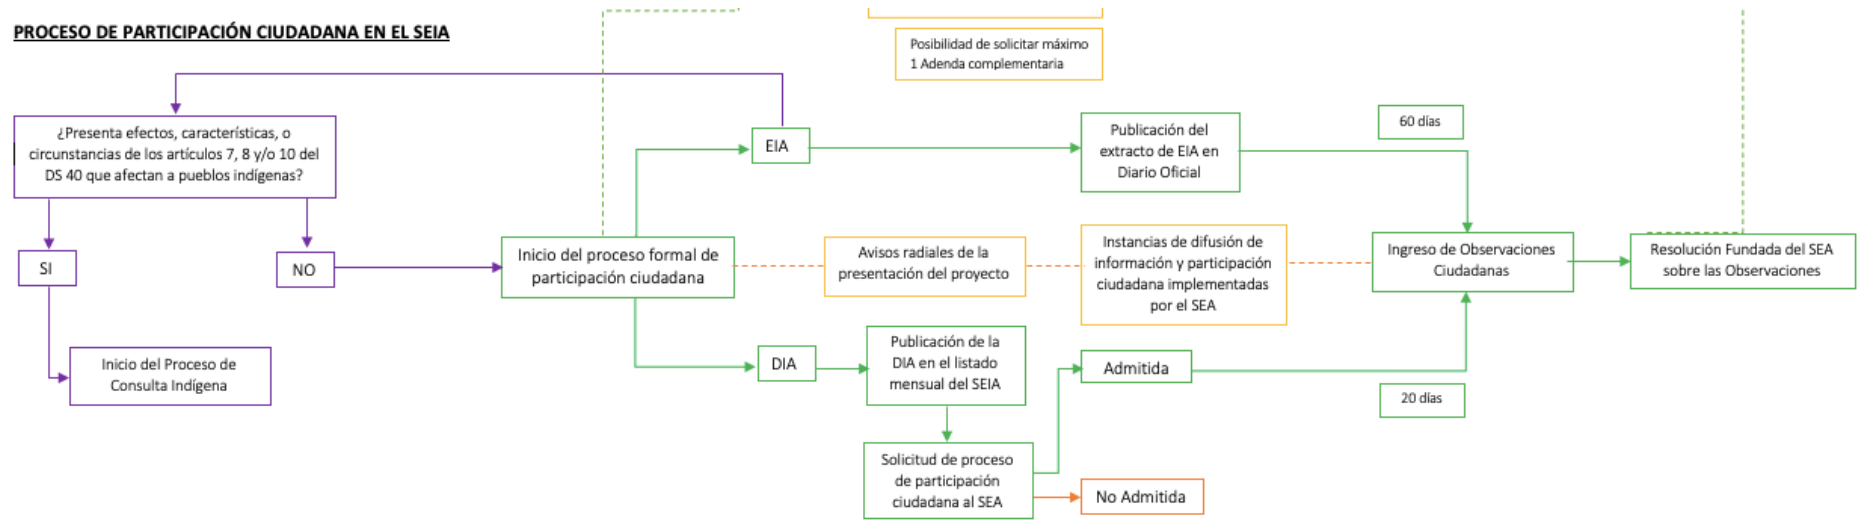 PROCESO DE PARTICIPACIÓN CIUDADANA EN EL SEIA
Posibilidad de solicitar máximo
1 Adenda complementaria
¿Presenta efectos, características, o
circunstancias de los artículos 7, 8 y/o 10 del
DS 40 que afectan a pueblos indígenas?
SI
NO
Inicio del Proceso de
Consulta Indígena
Inicio del proceso formal de
participación ciudadana
EIA
Publicación del
extracto de EIA en
Diario Oficial
60 días
Avisos radiales de la
presentación del proyecto
Instancias de difusión de
información y participación
ciudadana implementadas
por el SEA
Ingreso de Observaciones
Ciudadanas
Resolución Fundada del SEA
sobre las Observaciones
DIA
Publicación de la
DIA en el listado
mensual del SEIA
Admitida
20 días
Solicitud de proceso
de participación
ciudadana al SEA
No Admitida